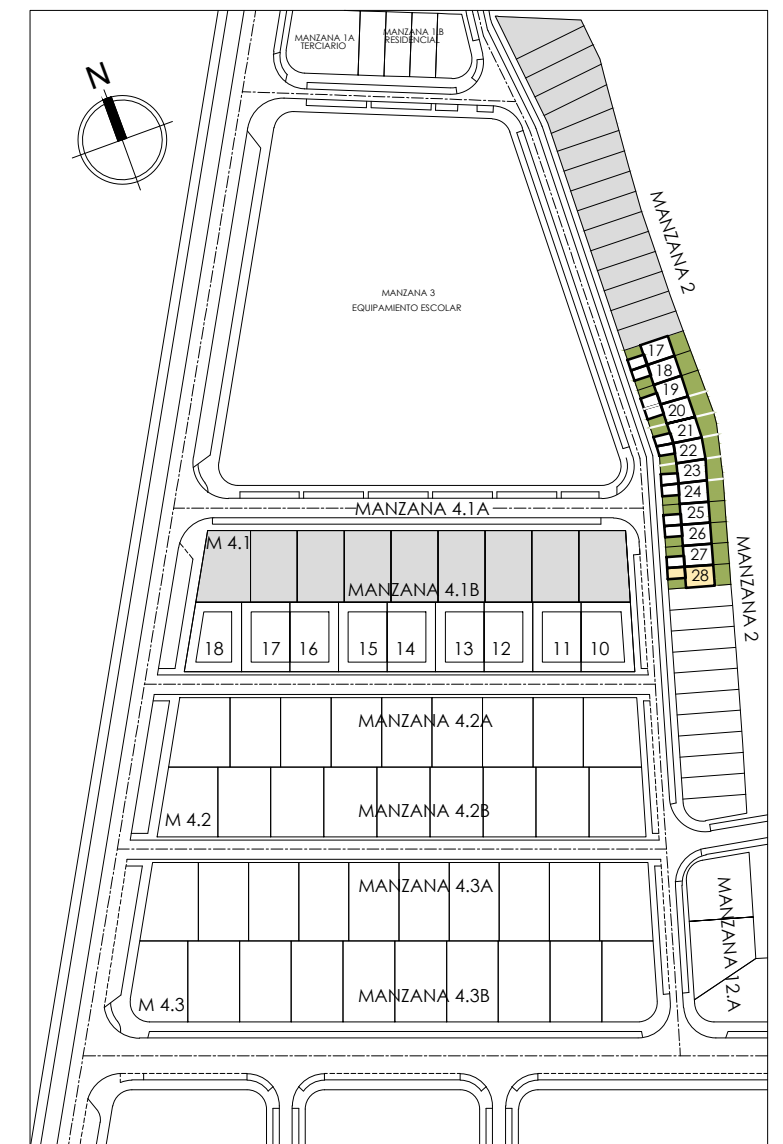 MANZANA 1A
TERCIARIO
MANZANA 1B
RESIDENCIAL
N
MANZANA 2
MANZANA 3
EQUIPAMIENTO ESCOLAR
17
18
19
20
21
22
23
24
25
26
27
28
MANZANA 2
MANZANA 4.1A
M 4.1
MANZANA 4.1B
18 17 16 15 14 13 12 11 10
MANZANA 4.2A
MANZANA 4.2B
M 4.2
MANZANA 4.3A
MANZANA 12.A
MANZANA 4.3B
M 4.3